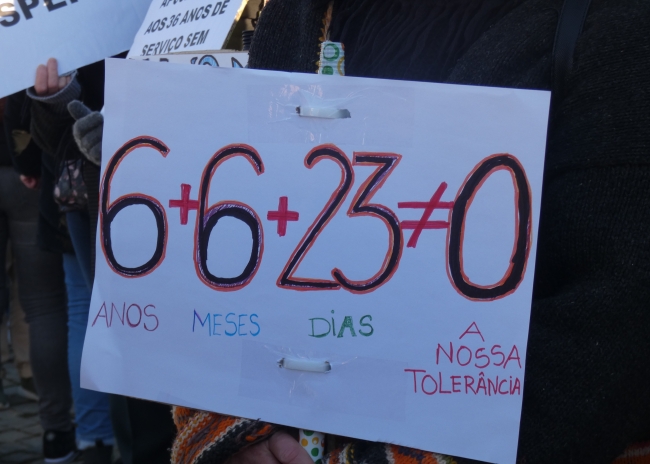 AOS 36 ANOS DE
SERVIÇO SEM
6+6+23≠0
ANOS MESES DIAS
A
NOSSA
TOLERÂNCIA